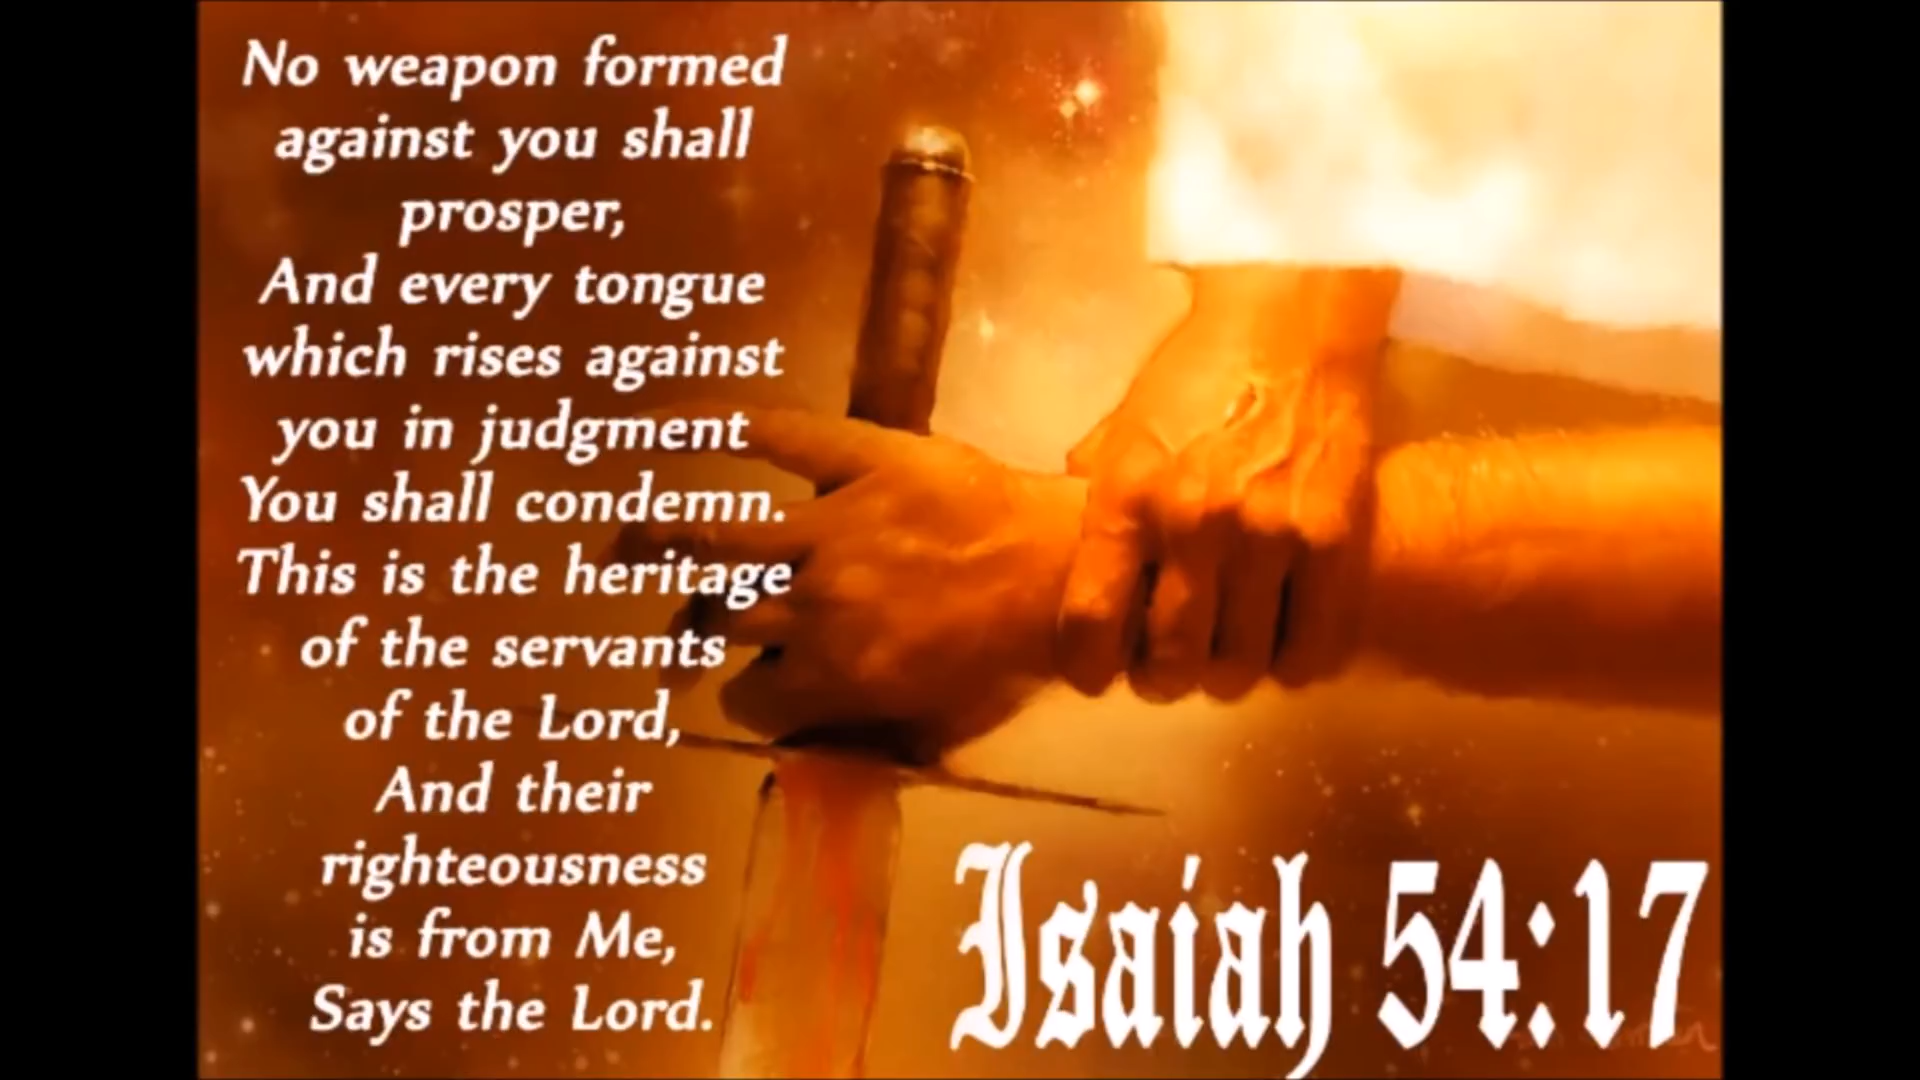 No weapon formed
against you shall
prosper,
And every tongue
which rises against
you in judgment
You shall condemn.
This is the heritage
of the servants
of the Lord,
And their
righteousness
is from Me,
Says the Lord.
Isaiah 54:17